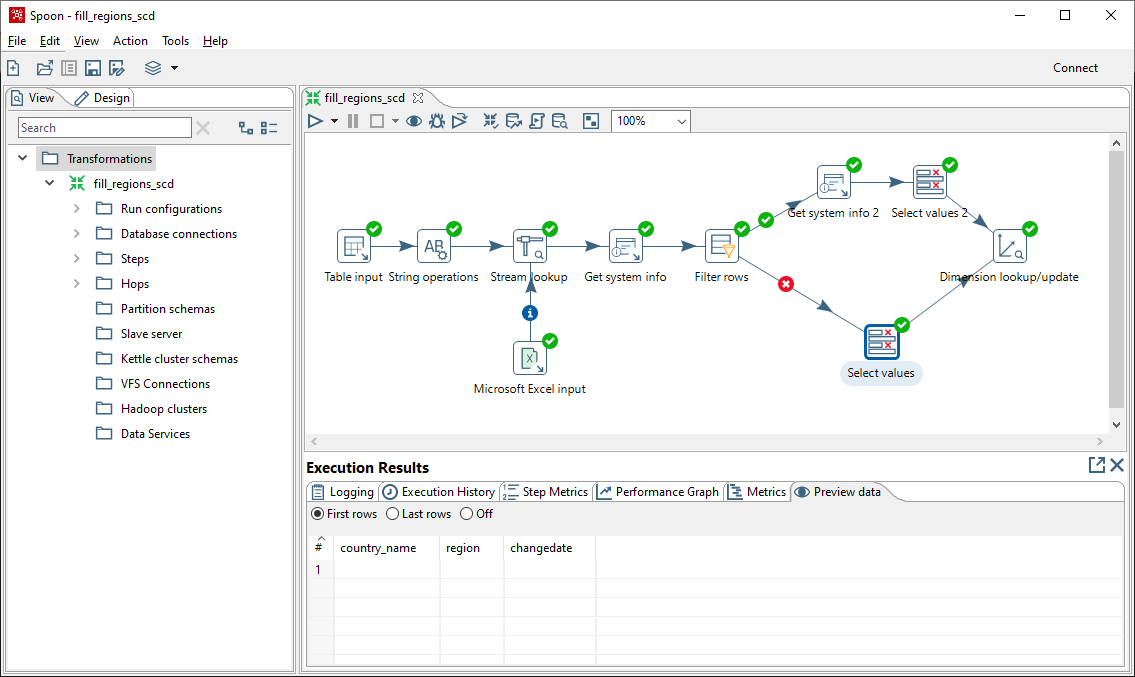 Spoon - fill_regions_scd
File Edit View Action Tools Help
Connect
View Design
Search
Transformations
fill_regions_scd
Run configurations
Database connections
Steps
Hops
Partition schemas
Slave server
Kettle cluster schemas
VFS Connections
Hadoop clusters
Data Services
fill_regions_scd
100%
Get system info 2 Select values 2
Table input String operations Stream lookup Get system info Filter rows Dimension lookup/update
Select values
Microsoft Excel input
Execution Results
Logging Execution History Step Metrics Performance Graph Metrics Preview data
First rows Last rows Off
# country_name region changedate
1